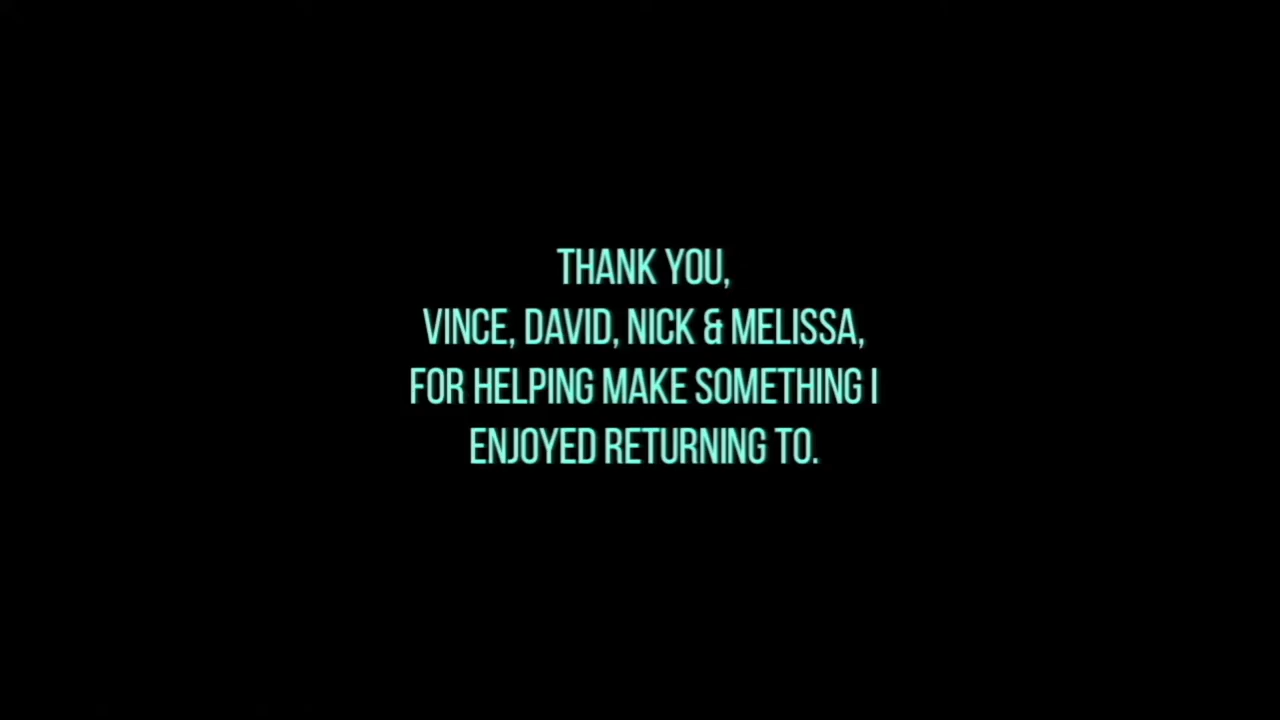 THANK YOU,
VINCE, DAVID, NICK & MELISSA,
FOR HELPING MAKE SOMETHING I
ENJOYED RETURNING TO.